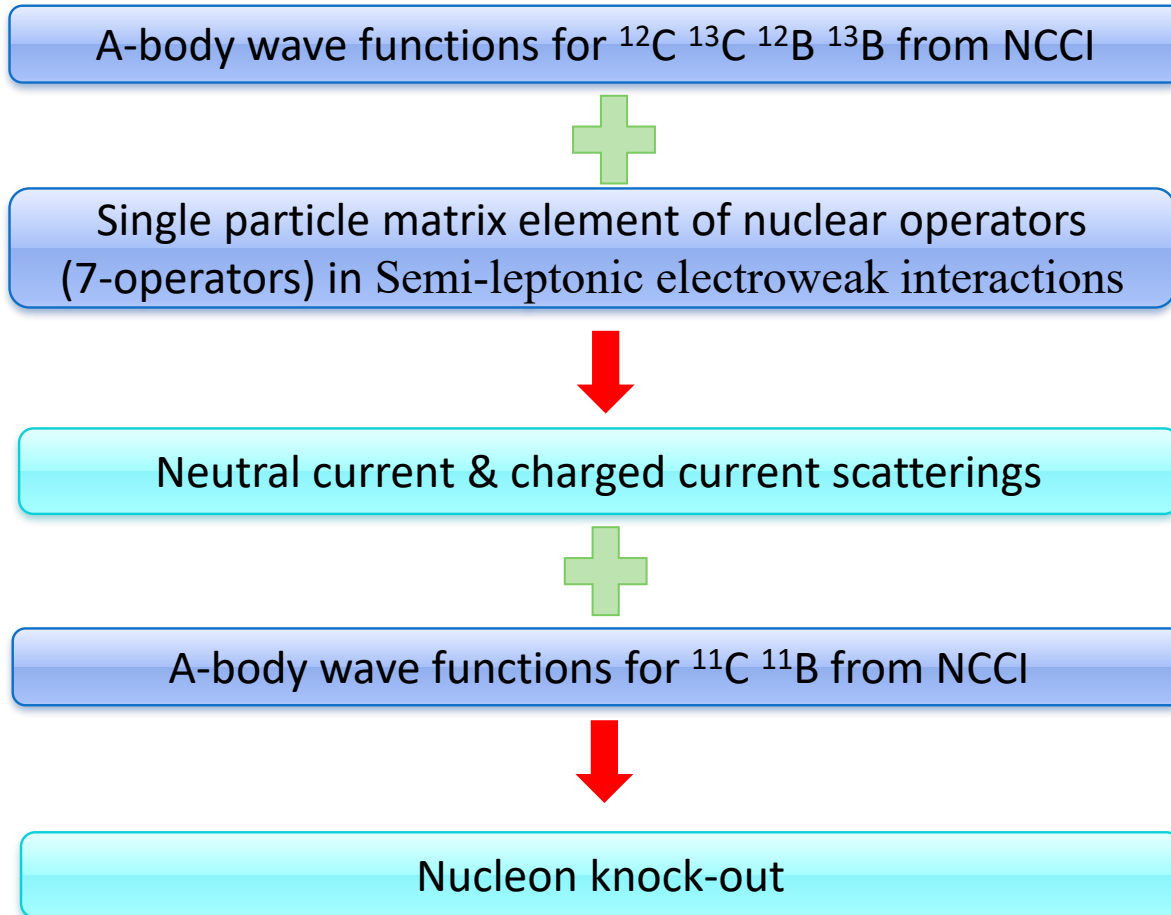 A-body wave functions for ¹²C ¹³C ¹²B ¹³B from NCCI
Single particle matrix element of nuclear operators
(7-operators) in Semi-leptonic electroweak interactions
Neutral current & charged current scatterings
A-body wave functions for ¹¹C ¹¹B from NCCI
Nucleon knock-out